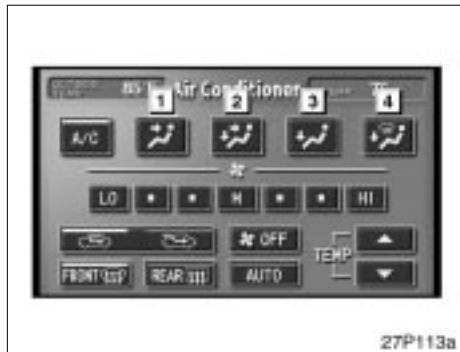 Air Conditioner
1 2 3 4
A/C
LO M HI
OFF
TEMP
FRONT REAR AUTO
27P113a